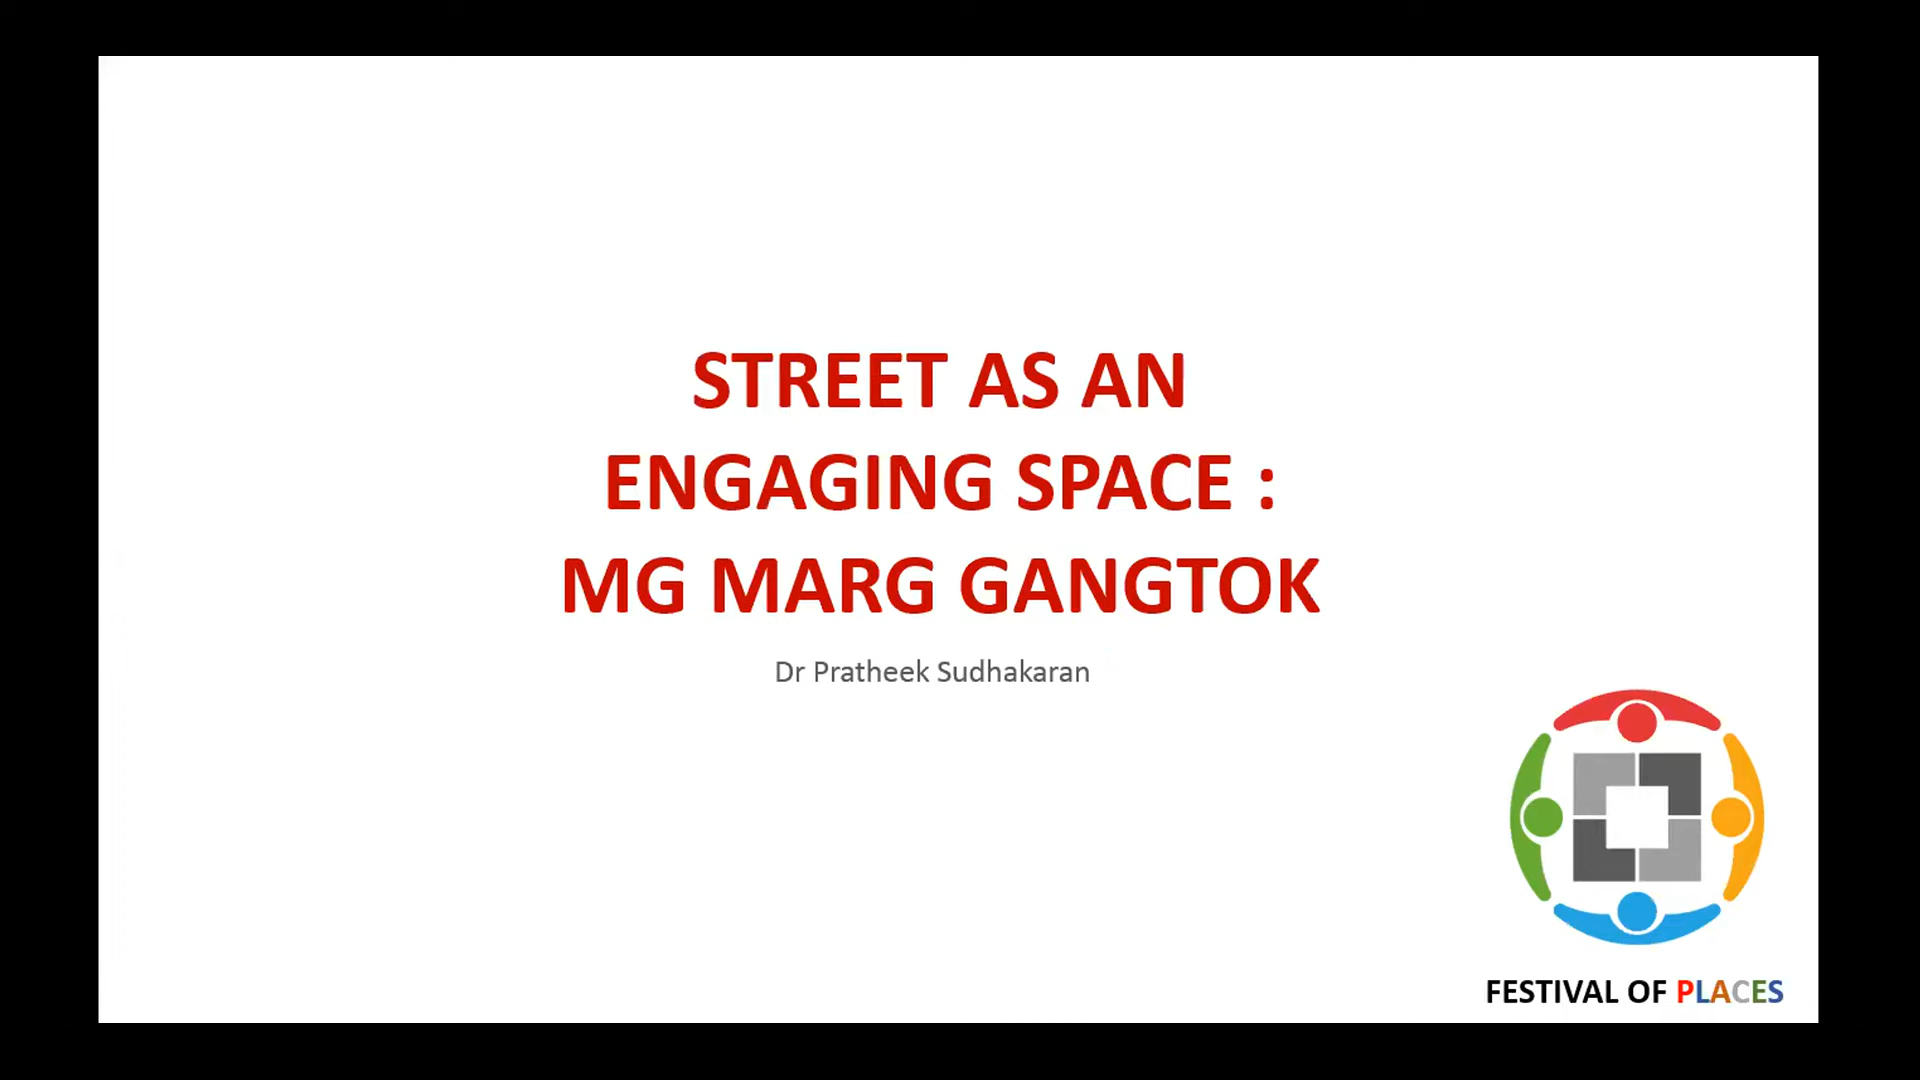 STREET AS AN
ENGAGING SPACE :
MG MARG GANGTOK
Dr Pratheek Sudhakaran
FESTIVAL OF PLACES